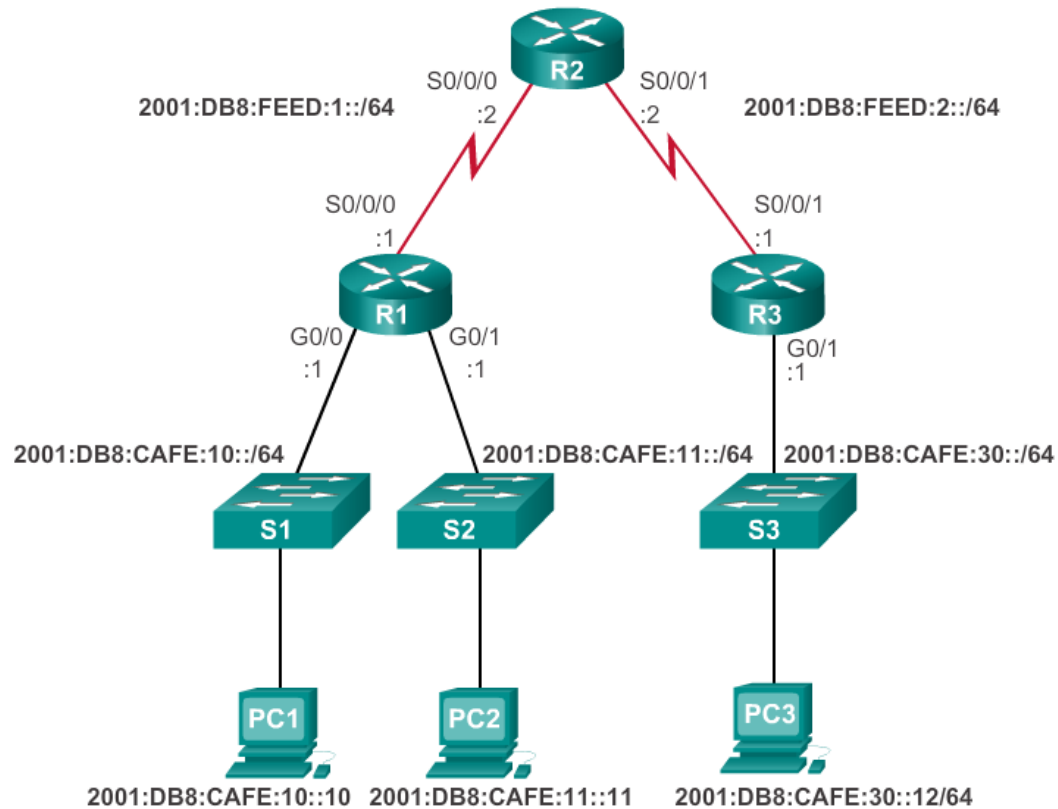 R2
S0/0/0
S0/0/1
2001:DB8:FEED:1::/64
:2
:2
2001:DB8:FEED:2::/64
S0/0/0
:1
S0/0/1
:1
R1
R3
G0/0
:1
G0/1
:1
G0/1
:1
2001:DB8:CAFE:10::/64
2001:DB8:CAFE:11::/64
2001:DB8:CAFE:30::/64
S1
S2
S3
PC1
PC2
PC3
2001:DB8:CAFE:10::10
2001:DB8:CAFE:11::11
2001:DB8:CAFE:30::12/64